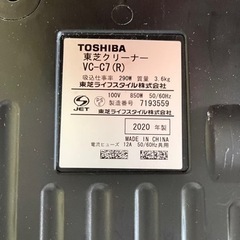 TOSHIBA
東芝クリーナー
VC-C7(R)
吸込仕事率 290W 質量 3.6kg
東芝ライフスタイル株式会社
100V 850W 50/60Hz
製造番号 7193559
JET
東芝ライフスタイル株式会社
2020 年製
MADE IN CHINA
電流ヒューズ 12A 50/60Hz共用